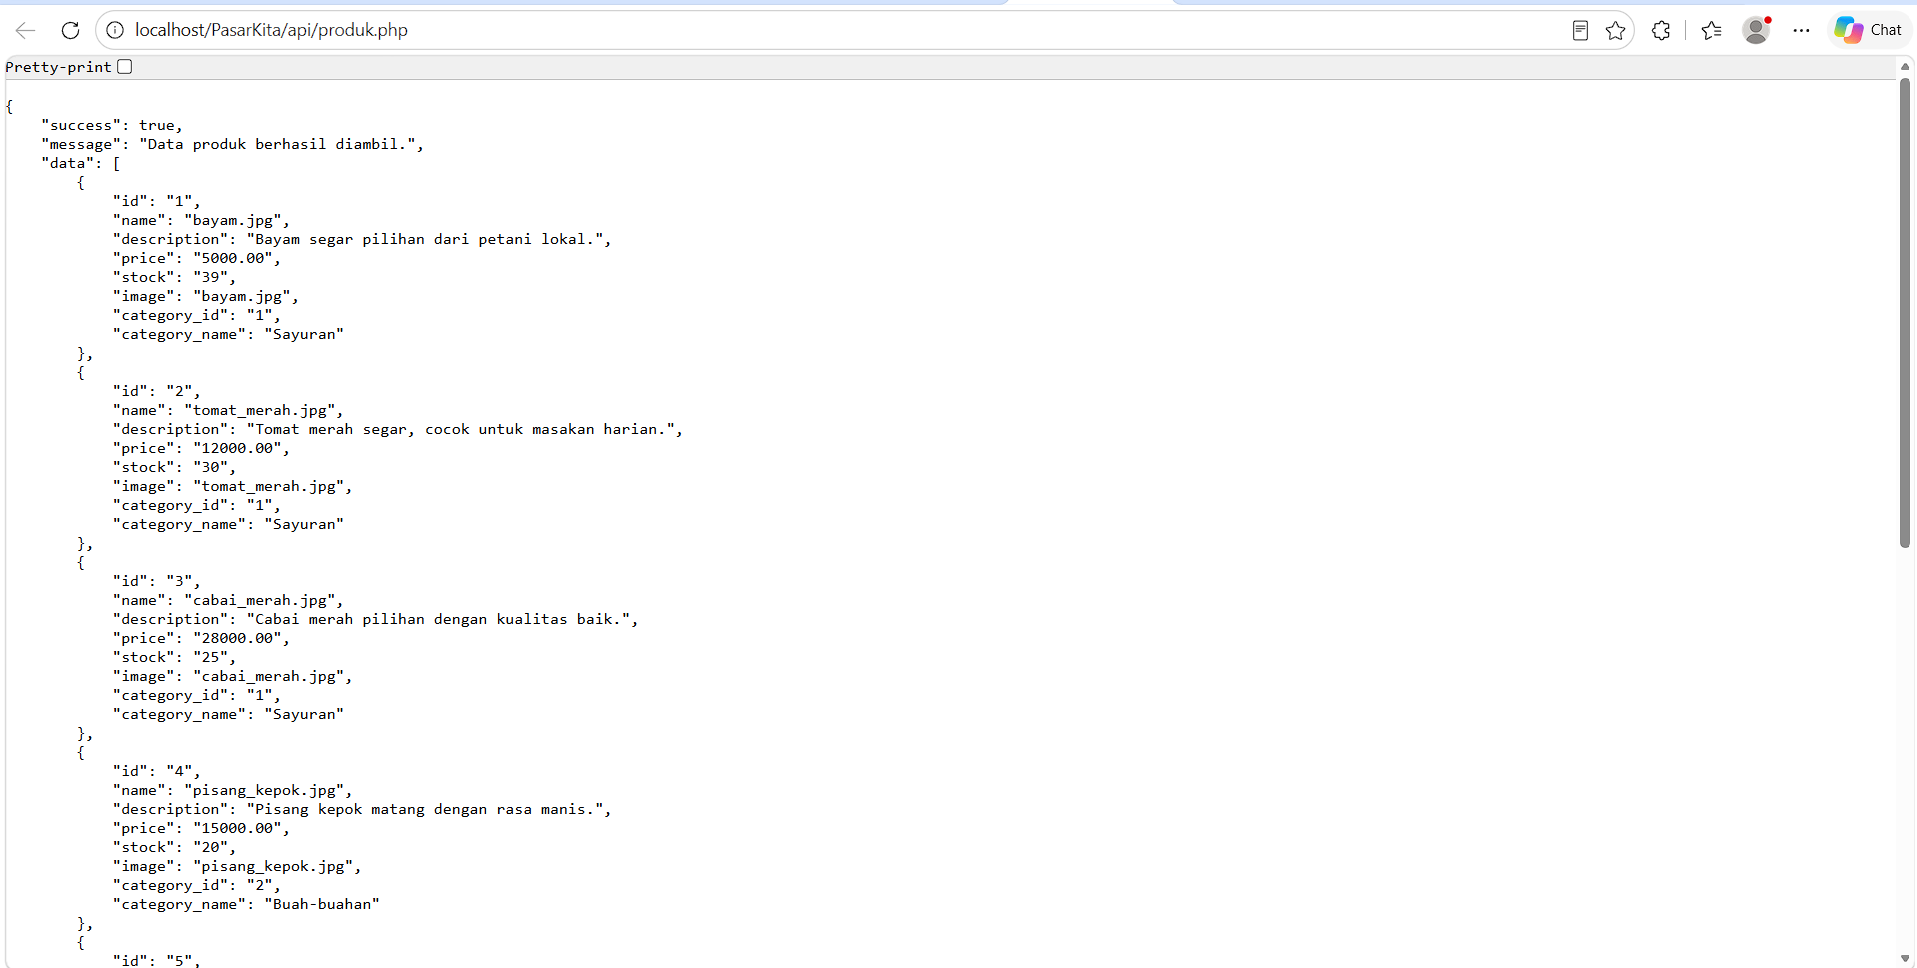 localhost/PasarKita/api/produk.php
Chat
Pretty-print
{
    "success": true,
    "message": "Data produk berhasil diambil.",
    "data": [
        {
            "id": "1",
            "name": "bayam.jpg",
            "description": "Bayam segar pilihan dari petani lokal.",
            "price": "5000.00",
            "stock": "39",
            "image": "bayam.jpg",
            "category_id": "1",
            "category_name": "Sayuran"
        },
        {
            "id": "2",
            "name": "tomat_merah.jpg",
            "description": "Tomat merah segar, cocok untuk masakan harian.",
            "price": "12000.00",
            "stock": "30",
            "image": "tomat_merah.jpg",
            "category_id": "1",
            "category_name": "Sayuran"
        },
        {
            "id": "3",
            "name": "cabai_merah.jpg",
            "description": "Cabai merah pilihan dengan kualitas baik.",
            "price": "28000.00",
            "stock": "25",
            "image": "cabai_merah.jpg",
            "category_id": "1",
            "category_name": "Sayuran"
        },
        {
            "id": "4",
            "name": "pisang_kepok.jpg",
            "description": "Pisang kepok matang dengan rasa manis.",
            "price": "15000.00",
            "stock": "20",
            "image": "pisang_kepok.jpg",
            "category_id": "2",
            "category_name": "Buah-buahan"
        },
        {
            "id": "5",